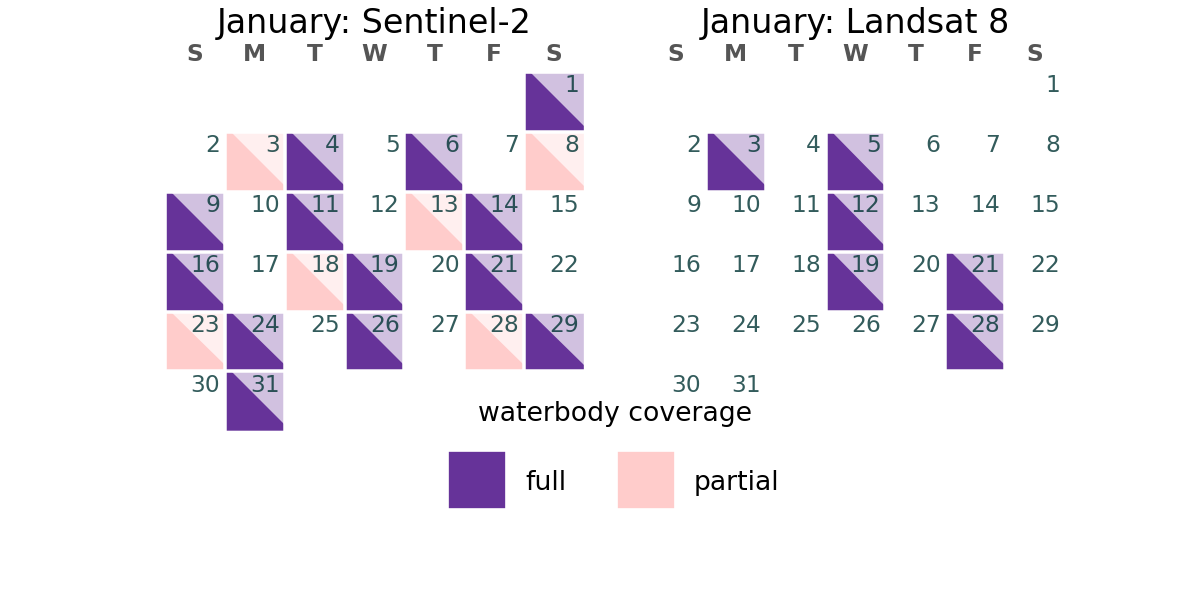 January: Sentinel-2
S M T W T F S
1
2 3 4 5 6 7 8
9 10 11 12 13 14 15
16 17 18 19 20 21 22
23 24 25 26 27 28 29
30 31
January: Landsat 8
S M T W T F S
1
2 3 4 5 6 7 8
9 10 11 12 13 14 15
16 17 18 19 20 21 22
23 24 25 26 27 28 29
30 31
waterbody coverage
full partial